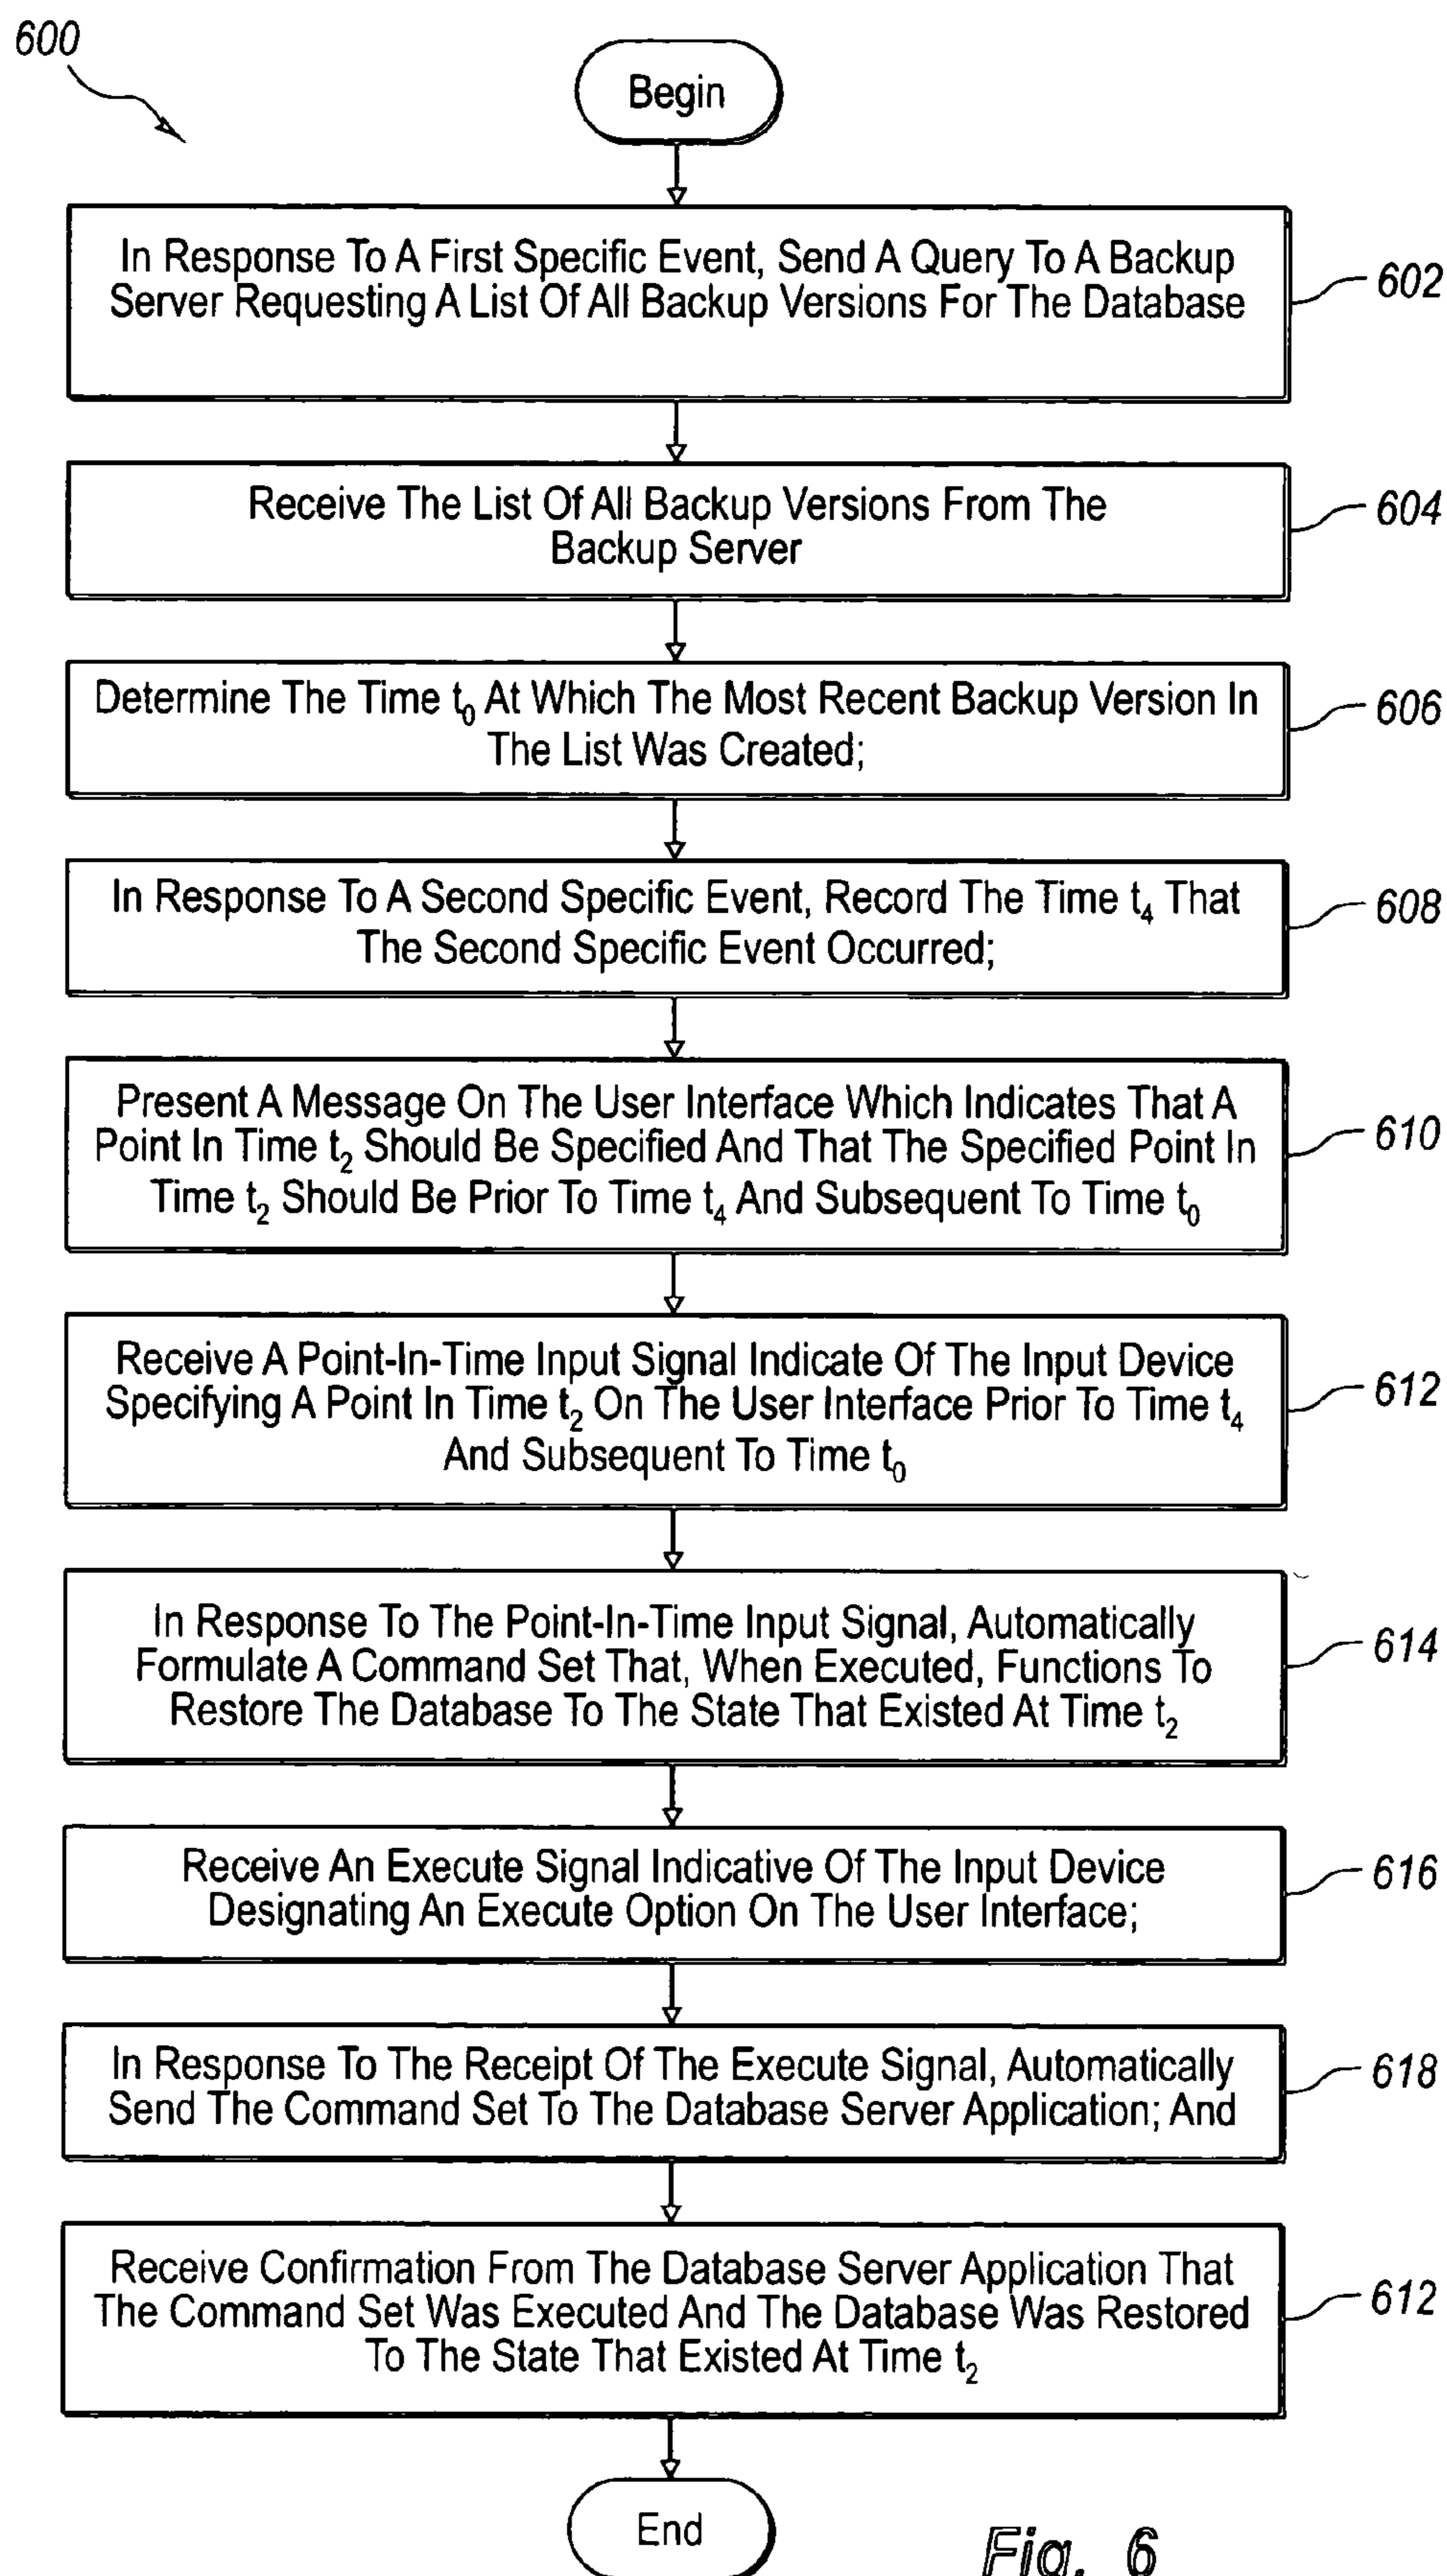 600
Begin
In Response To A First Specific Event, Send A Query To A Backup
Server Requesting A List Of All Backup Versions For The Database
602
Receive The List Of All Backup Versions From The
Backup Server
604
Determine The Time t0 At Which The Most Recent Backup Version In
The List Was Created;
606
In Response To A Second Specific Event, Record The Time t4 That
The Second Specific Event Occurred;
608
Present A Message On The User Interface Which Indicates That A
Point In Time t2 Should Be Specified And That The Specified Point In
Time t2 Should Be Prior To Time t4 And Subsequent To Time t0
610
Receive A Point-In-Time Input Signal Indicate Of The Input Device
Specifying A Point In Time t2 On The User Interface Prior To Time t4
And Subsequent To Time t0
612
In Response To The Point-In-Time Input Signal, Automatically
Formulate A Command Set That, When Executed, Functions To
Restore The Database To The State That Existed At Time t2
614
Receive An Execute Signal Indicative Of The Input Device
Designating An Execute Option On The User Interface;
616
In Response To The Receipt Of The Execute Signal, Automatically
Send The Command Set To The Database Server Application; And
618
Receive Confirmation From The Database Server Application That
The Command Set Was Executed And The Database Was Restored
To The State That Existed At Time t2
612
End
Fig. 6